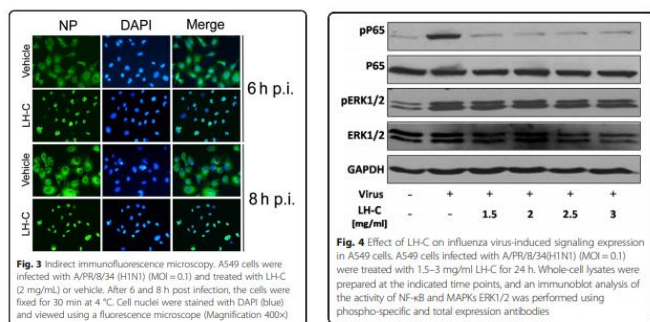 NP DAPI Merge
Vehicle
LH-C
6 h p.i.
Vehicle
LH-C
8 h p.i.
Fig. 3 Indirect immunofluorescence microscopy. A549 cells were
infected with A/PR/8/34 (H1N1) (MOI = 0.1) and treated with LH-C
(2 mg/mL) or vehicle. After 6 and 8 h post infection, the cells were
fixed for 30 min at 4 °C. Cell nuclei were stained with DAPI (blue)
and viewed using a fluorescence microscope (Magnification 400×)
pP65
P65
pERK1/2
ERK1/2
GAPDH
Virus - + + + + +
LH-C - - 1.5 2 2.5 3
[mg/ml]
Fig. 4 Effect of LH-C on influenza virus-induced signaling expression
in A549 cells. A549 cells infected with A/PR/8/34(H1N1) (MOI = 0.1)
were treated with 1.5–3 mg/ml LH-C for 24 h. Whole-cell lysates were
prepared at the indicated time points, and an immunoblot analysis of
the activity of NF-κB and MAPKs ERK1/2 was performed using
phospho-specific and total expression antibodies